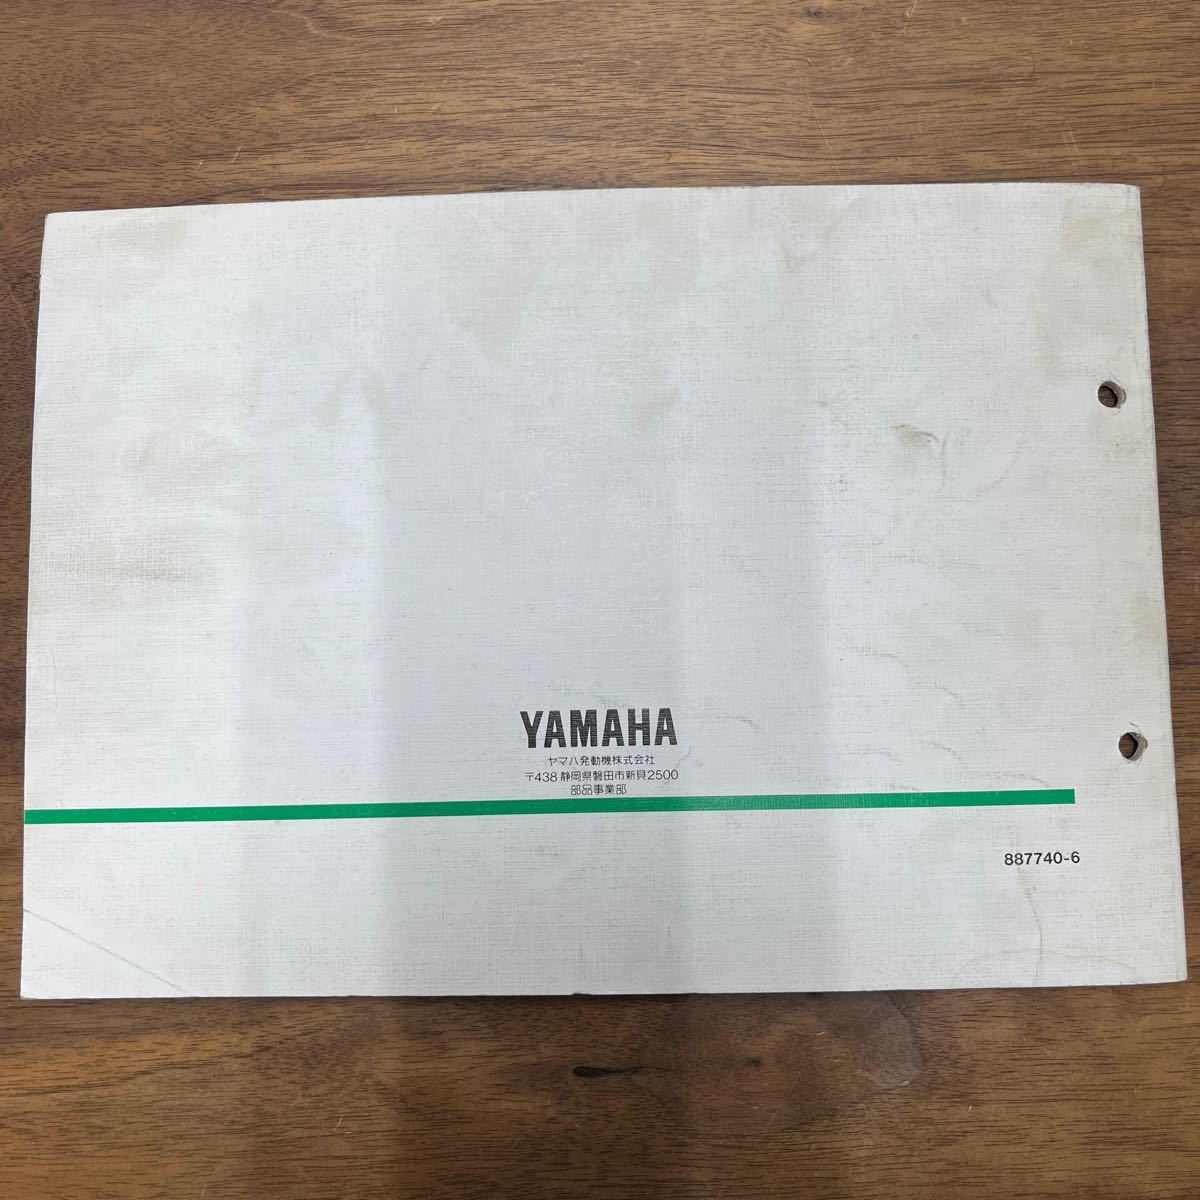 YAMAHA
ヤマハ発動機株式会社
〒438 静岡県磐田市新貝2500
部品事業部
887740-6